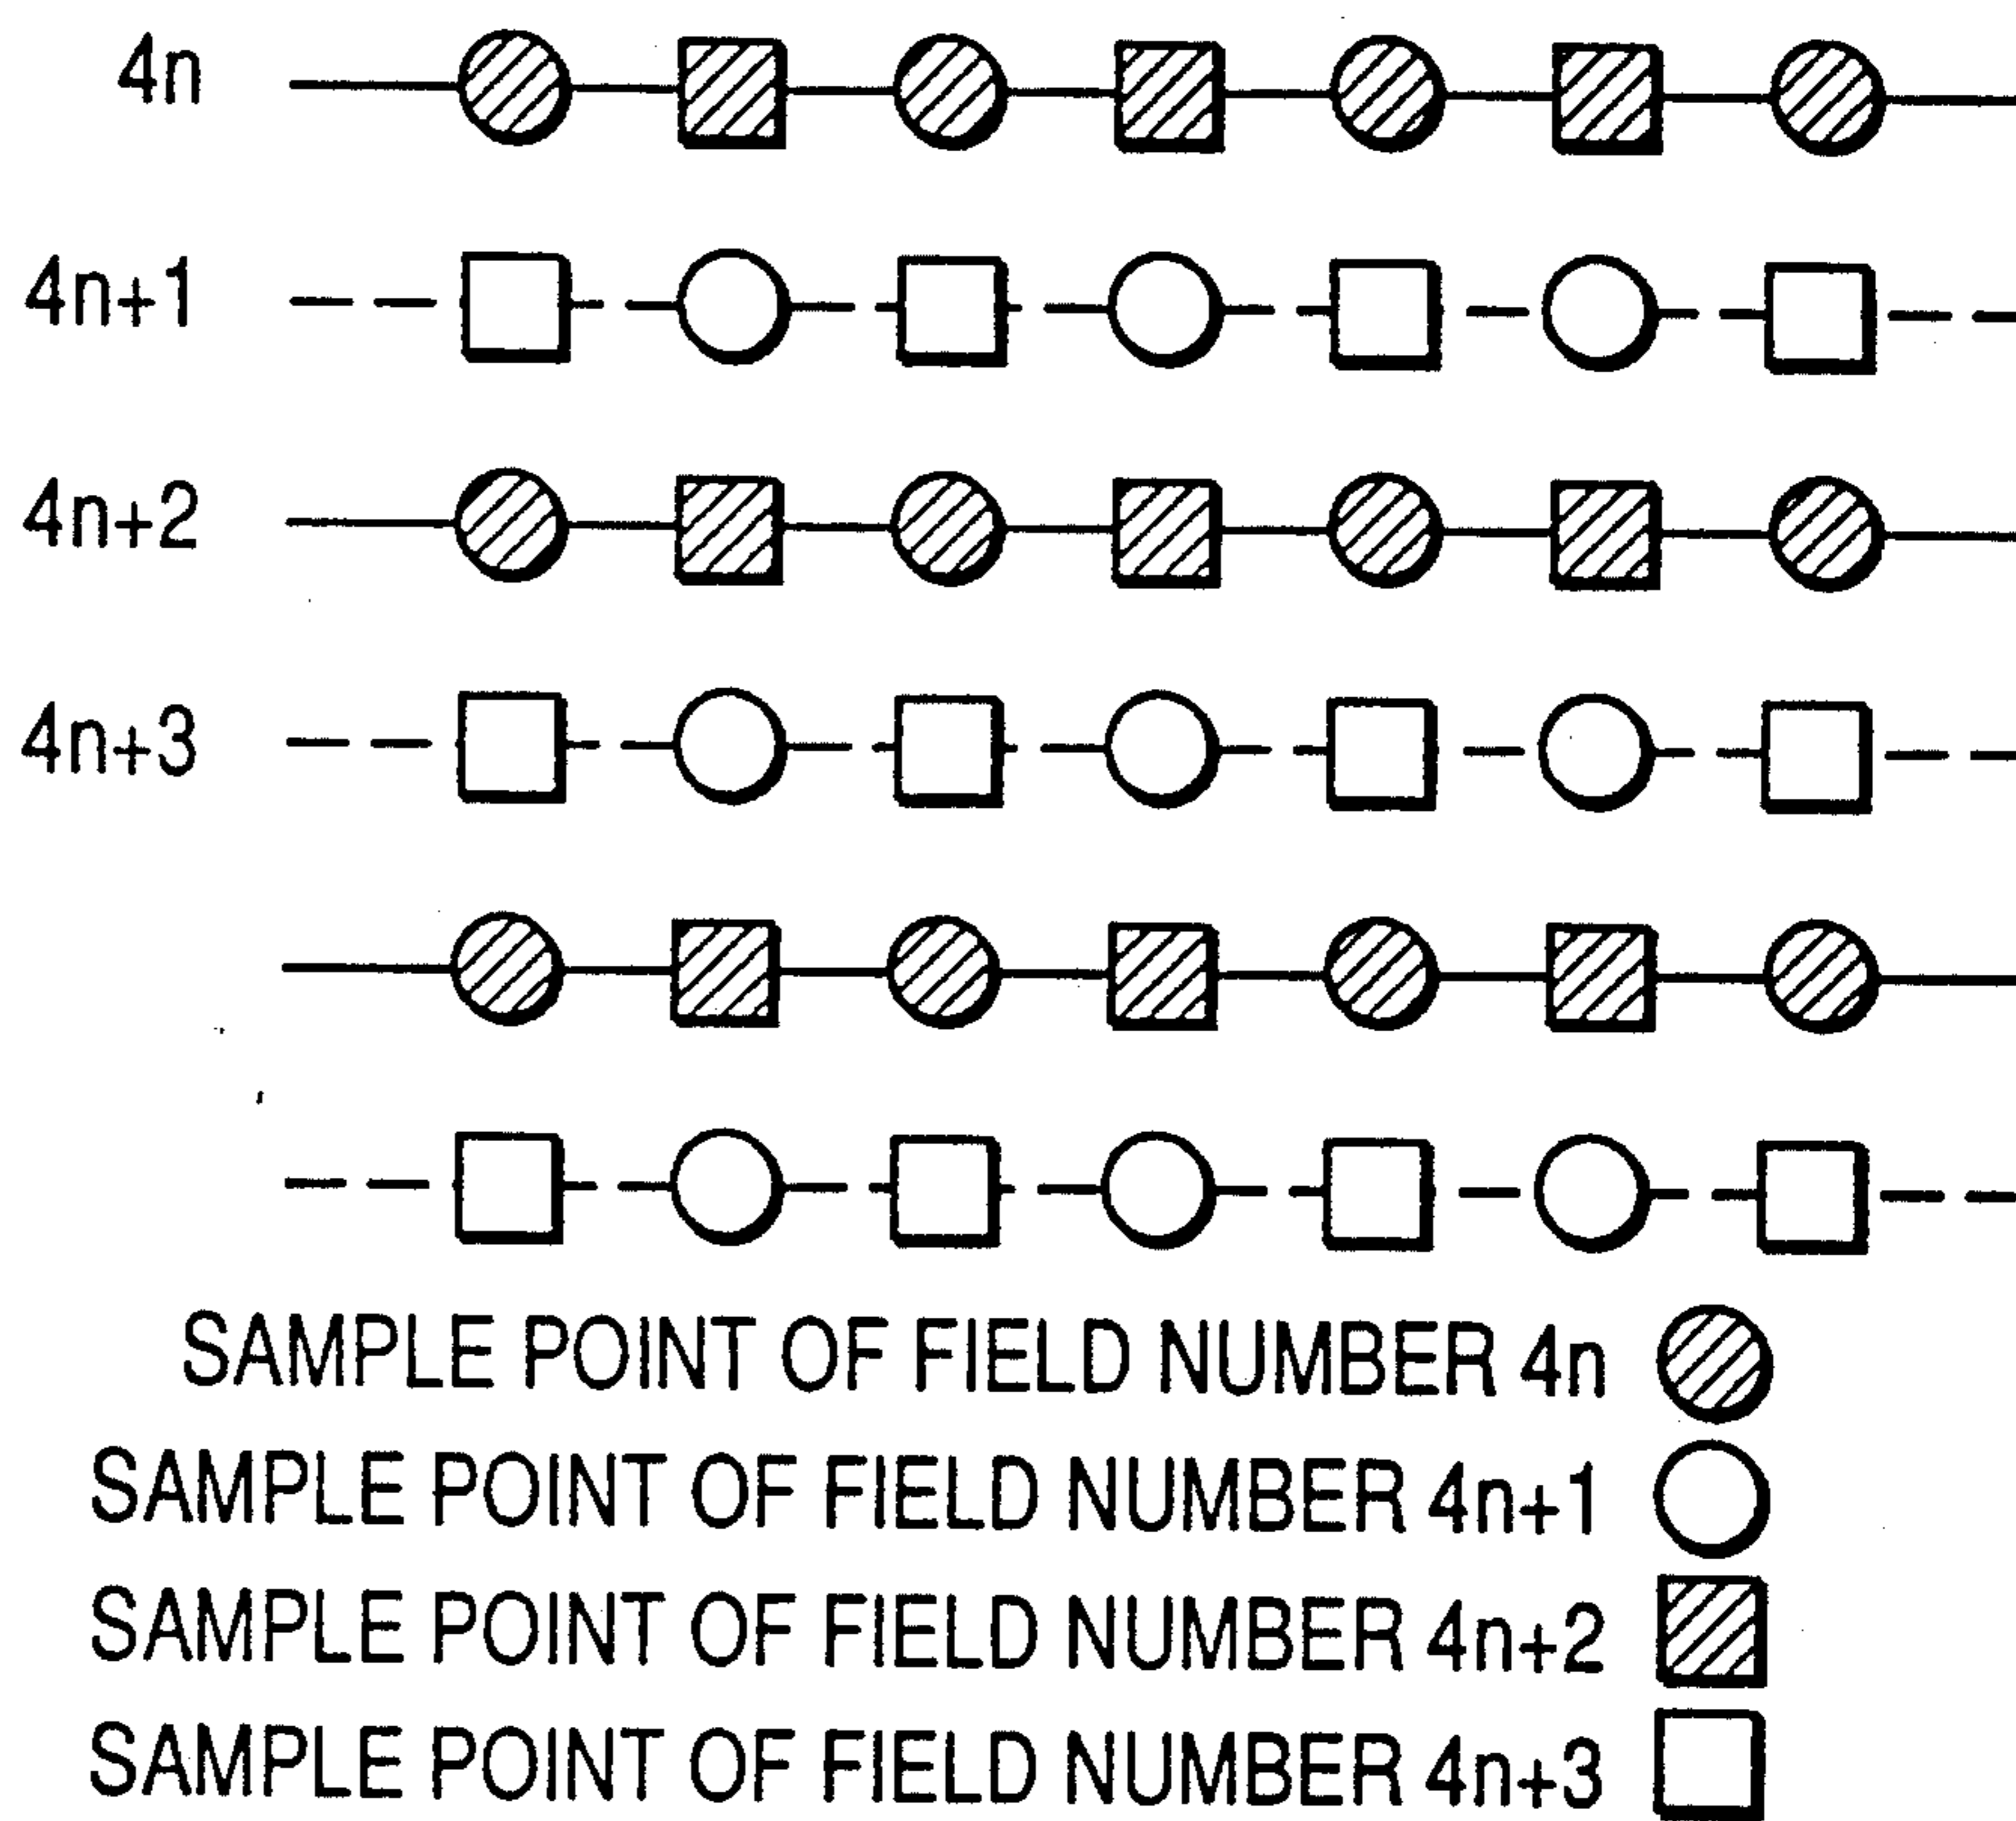 4n
4n+1
4n+2
4n+3
SAMPLE POINT OF FIELD NUMBER 4n
SAMPLE POINT OF FIELD NUMBER 4n+1
SAMPLE POINT OF FIELD NUMBER 4n+2
SAMPLE POINT OF FIELD NUMBER 4n+3